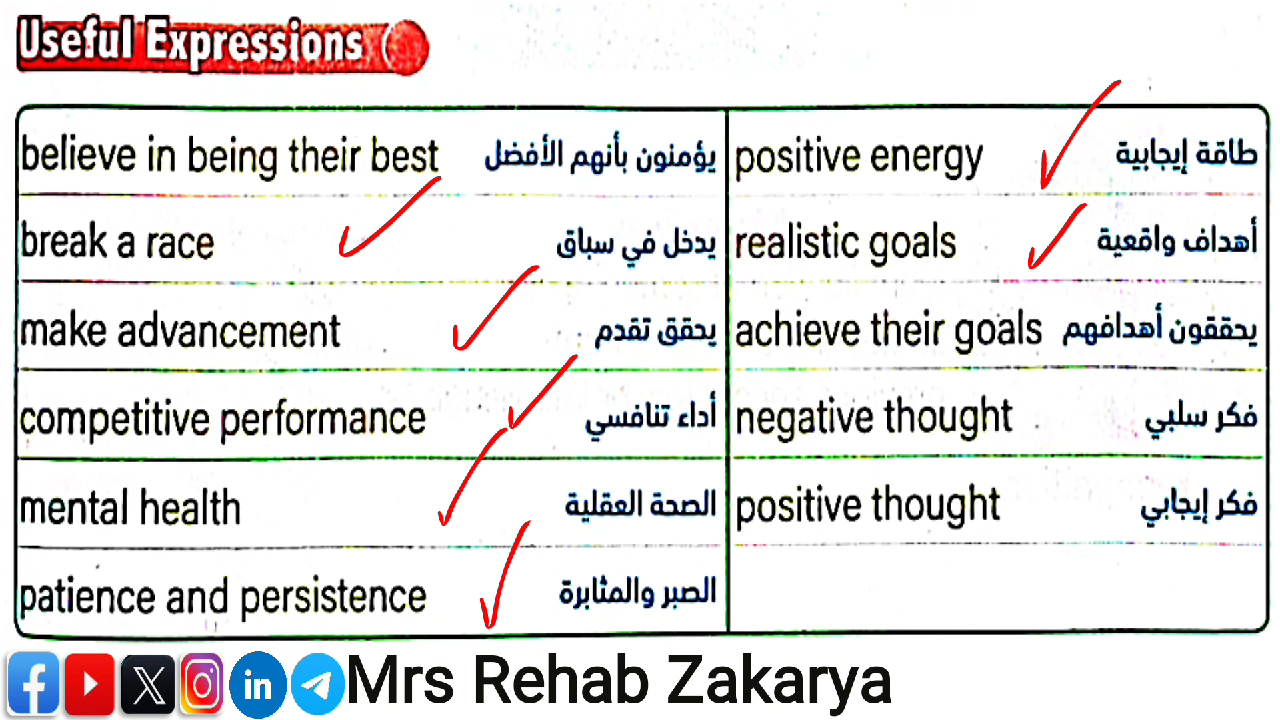 Useful Expressions
believe in being their best يؤمنون بأنهم الأفضل
break a race يدخل في سباق
make advancement يحقق تقدم
competitive performance أداء تنافسي
mental health الصحة العقلية
patience and persistence الصبر والمثابرة
positive energy طاقة إيجابية
realistic goals أهداف واقعية
achieve their goals يحققون أهدافهم
negative thought فكر سلبي
positive thought فكر إيجابي
Mrs Rehab Zakarya